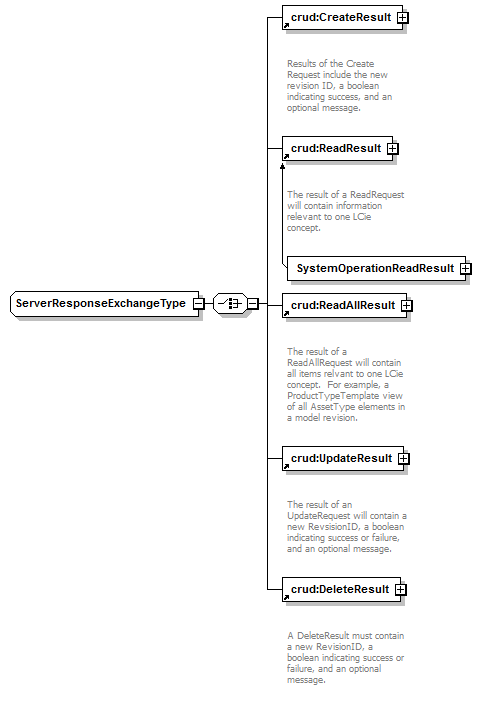 crud:CreateResult
Results of the Create
Request include the new
revision ID, a boolean
indicating success, and an
optional message.
crud:ReadResult
The result of a ReadRequest
will contain information
relevant to one LCie
concept.
SystemOperationReadResult
ServerResponseExchangeType
crud:ReadAllResult
The result of a
ReadAllRequest will contain
all items relvant to one LCie
concept.  For example, a
ProductTypeTemplate view
of all AssetType elements in
a model revision.
crud:UpdateResult
The result of an
UpdateRequest will contain a
new RevsisionID, a boolean
indicating success or failure,
and an optional message.
crud:DeleteResult
A DeleteResult must contain
a new RevisionID, a
boolean indicating success or
failure, and an optional
message.